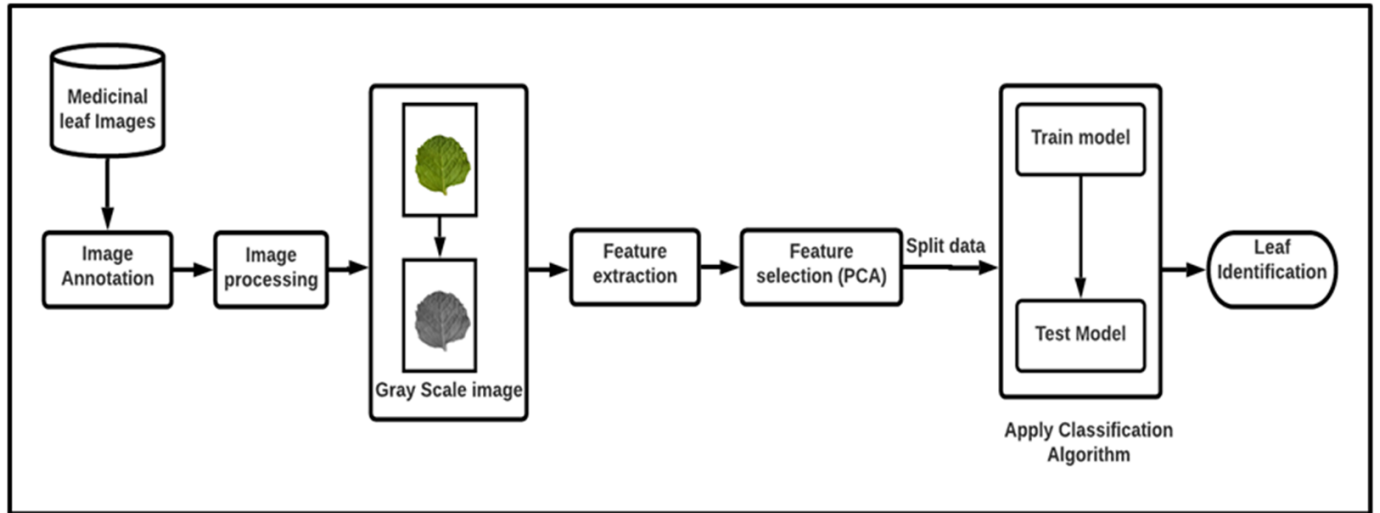 Medicinal
leaf Images
Image
Annotation
Image
processing
Gray Scale image
Feature
extraction
Feature
selection (PCA)
Split data
Train model
Test Model
Apply Classification
Algorithm
Leaf
Identification